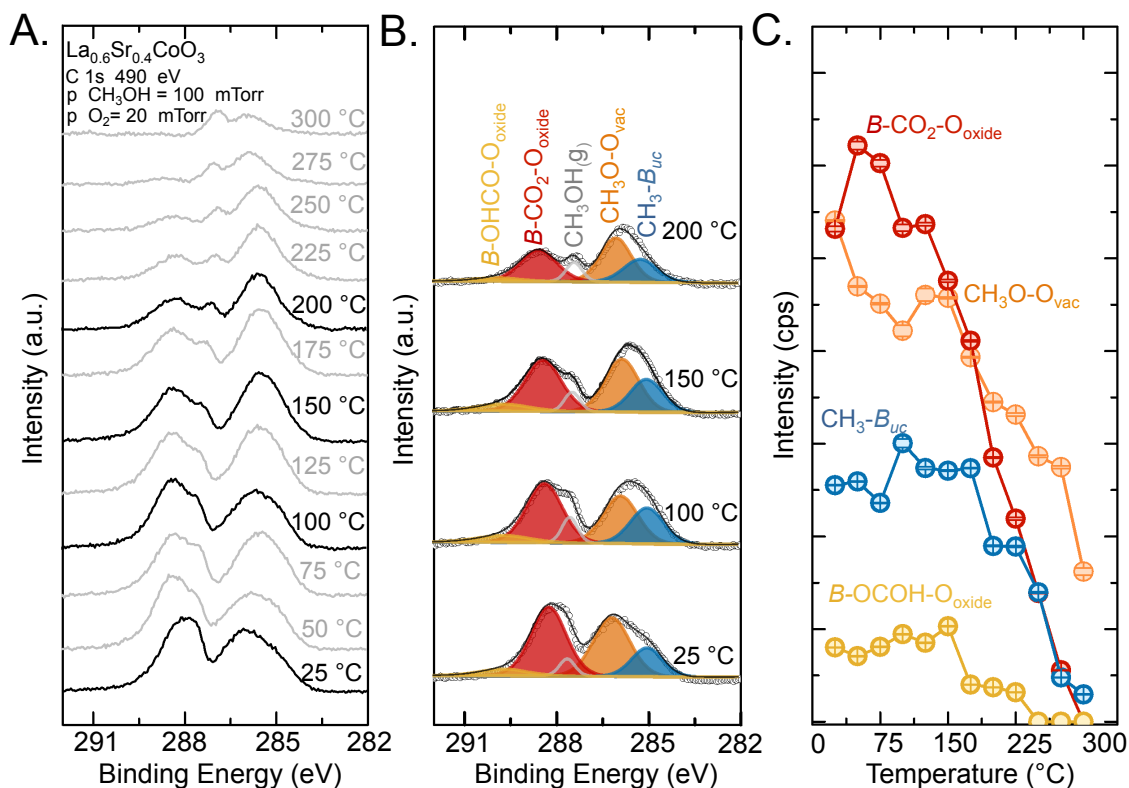 A.
La0.6Sr0.4CoO3
C 1s 490 eV
p CH3OH = 100 mTorr
p O2= 20 mTorr
300 °C
275 °C
250 °C
225 °C
200 °C
175 °C
150 °C
125 °C
100 °C
75 °C
50 °C
25 °C
Intensity (a.u.)
291
288
285
282
Binding Energy (eV)
B.
B-OHCO-Ooxide
B-CO2-Ooxide
CH3OH(g)
CH3O-Ovac
CH3-Buc
200 °C
150 °C
100 °C
25 °C
Intensity (a.u.)
291
288
285
282
Binding Energy (eV)
C.
B-CO2-Ooxide
CH3O-Ovac
CH3-Buc
B-OCOH-Ooxide
Intensity (cps)
0
75
150
225
300
Temperature (°C)